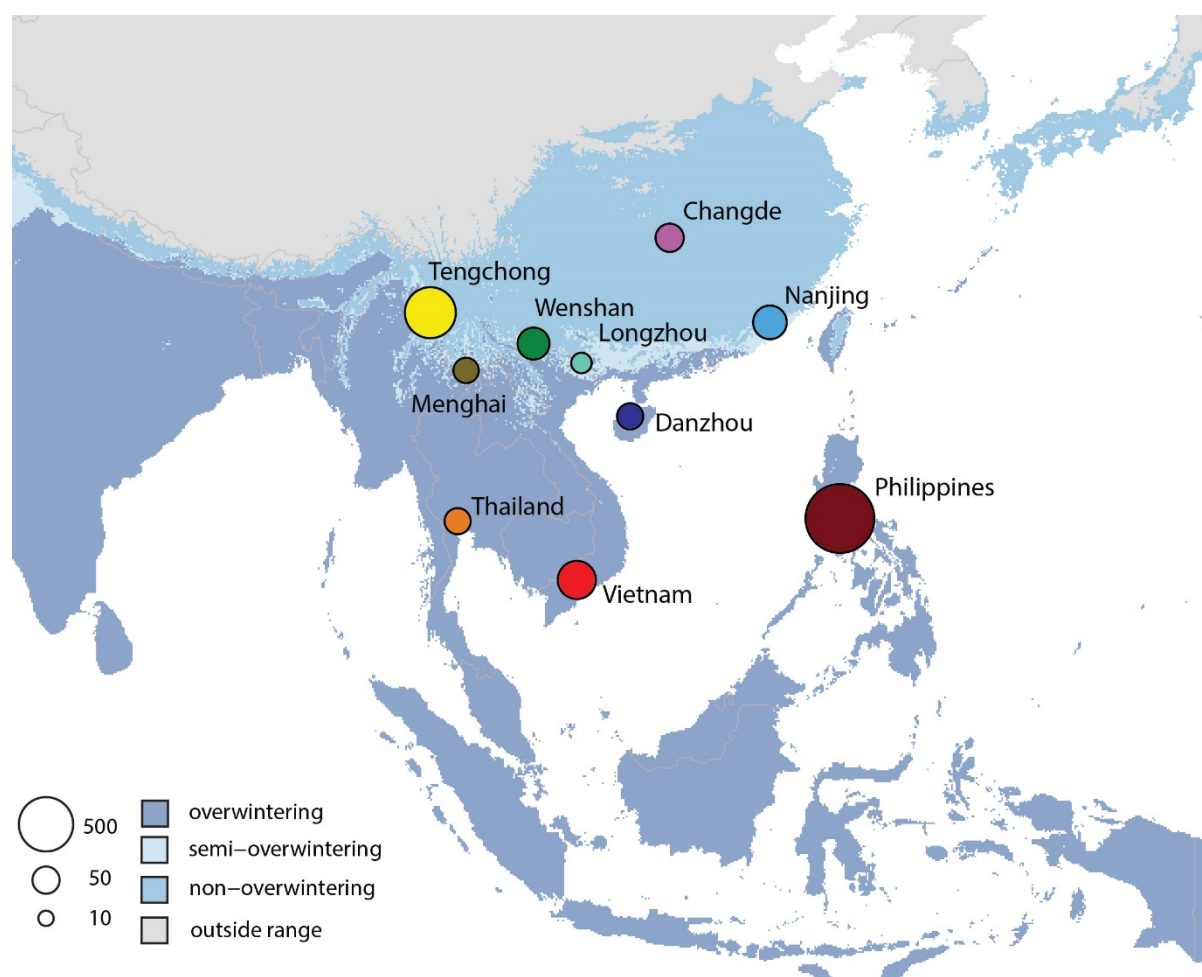 Changde
Tengchong
Wenshan
Nanjing
Longzhou
Menghai
Danzhou
Philippines
Thailand
Vietnam
500
50
10
overwintering
semi−overwintering
non−overwintering
outside range